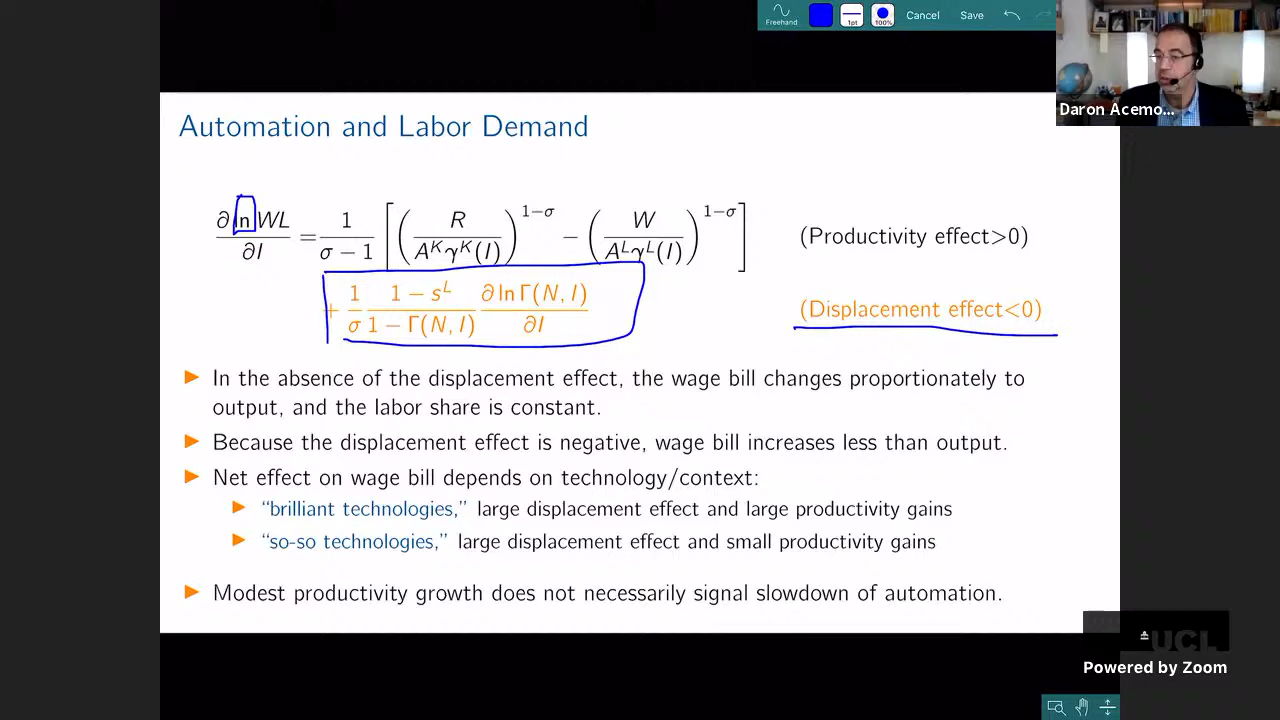 Freehand
1pt
100%
Cancel
Save
Daron Acemo...
Automation and Labor Demand
∂ ln WL / ∂I = 1/(σ − 1) [ ( R / (A^K γ^K(I)) )^{1−σ} − ( W / (A^L γ^L(I)) )^{1−σ} ] (Productivity effect>0)
+ 1/σ (1 − s^L)/(1 − Γ(N, I)) ∂ ln Γ(N, I)/∂I (Displacement effect<0)
In the absence of the displacement effect, the wage bill changes proportionately to
output, and the labor share is constant.
Because the displacement effect is negative, wage bill increases less than output.
Net effect on wage bill depends on technology/context:
“brilliant technologies,” large displacement effect and large productivity gains
“so-so technologies,” large displacement effect and small productivity gains
Modest productivity growth does not necessarily signal slowdown of automation.
UCL
Powered by Zoom